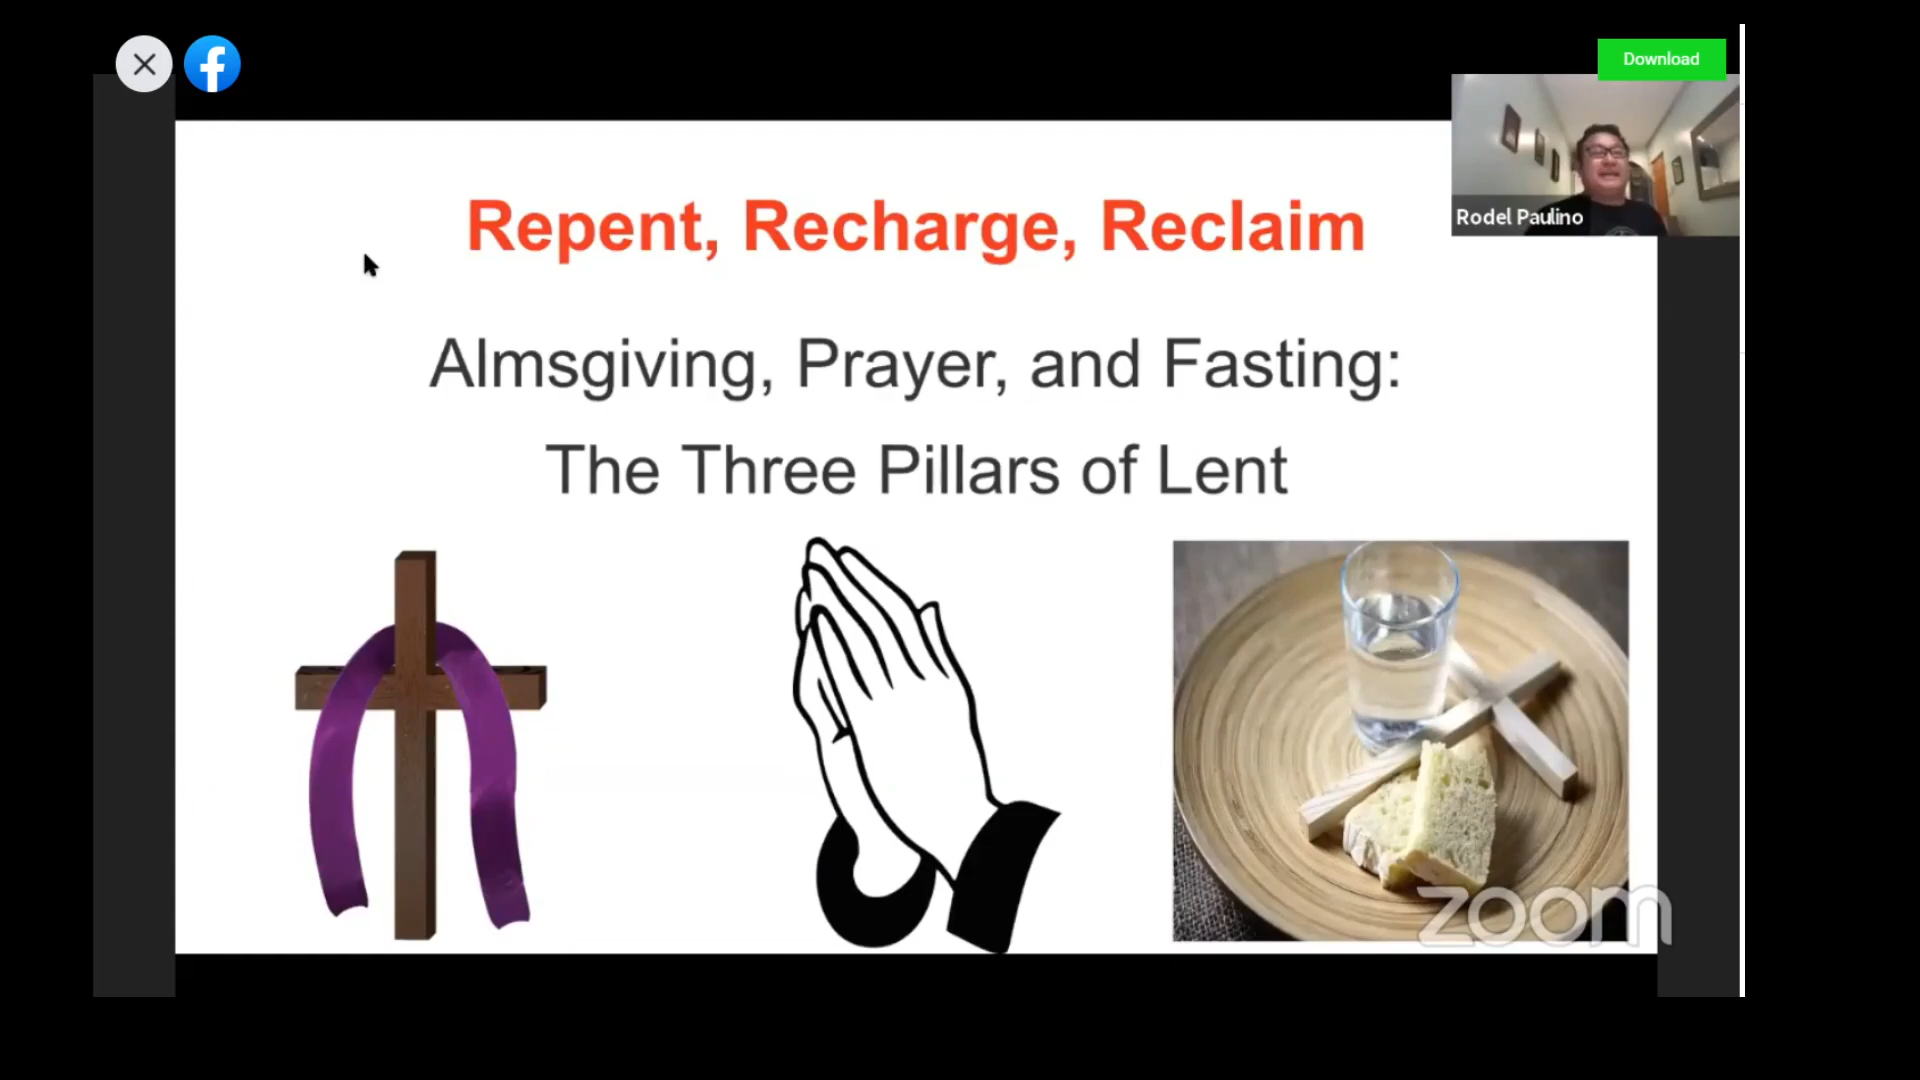 Download
Rodel Paulino
Repent, Recharge, Reclaim
Almsgiving, Prayer, and Fasting:
The Three Pillars of Lent
zoom